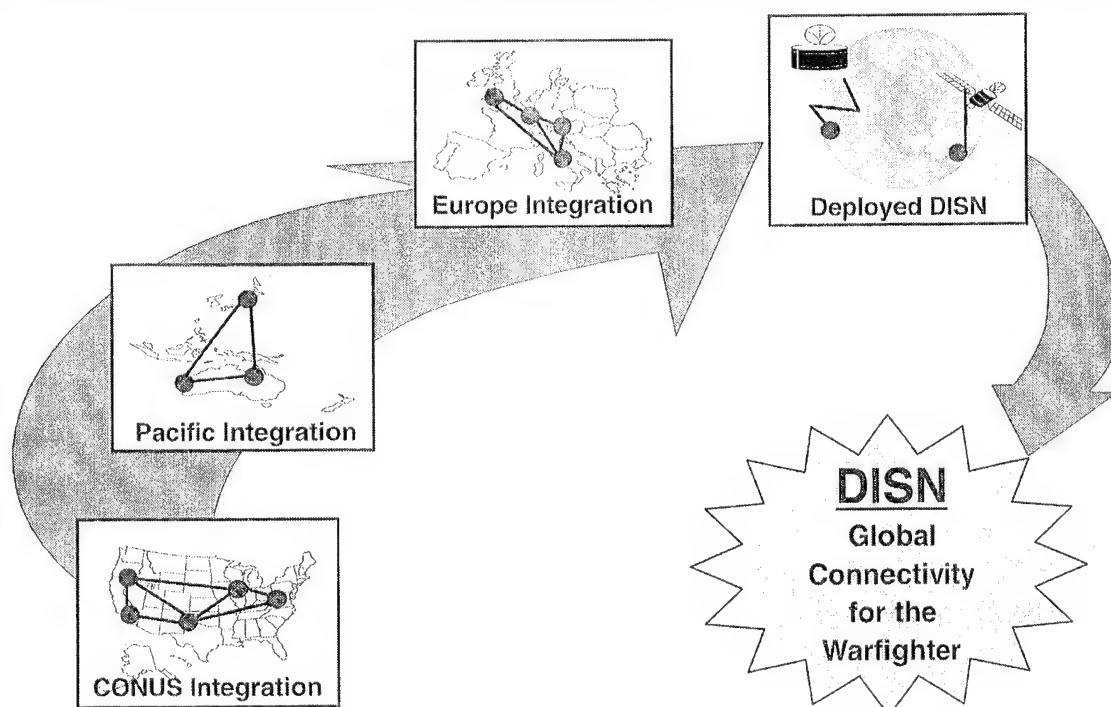 Europe Integration
Deployed DISN
Pacific Integration
CONUS Integration
DISN
Global
Connectivity
for the
Warfighter